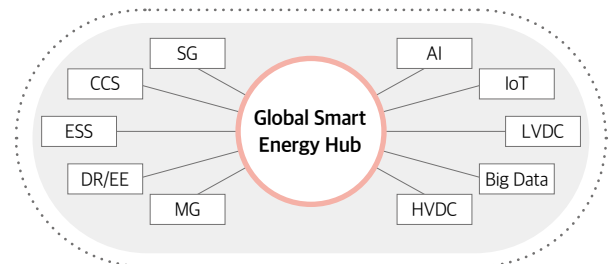 SG
AI
CCS
IoT
Global Smart
Energy Hub
ESS
LVDC
DR/EE
Big Data
MG
HVDC